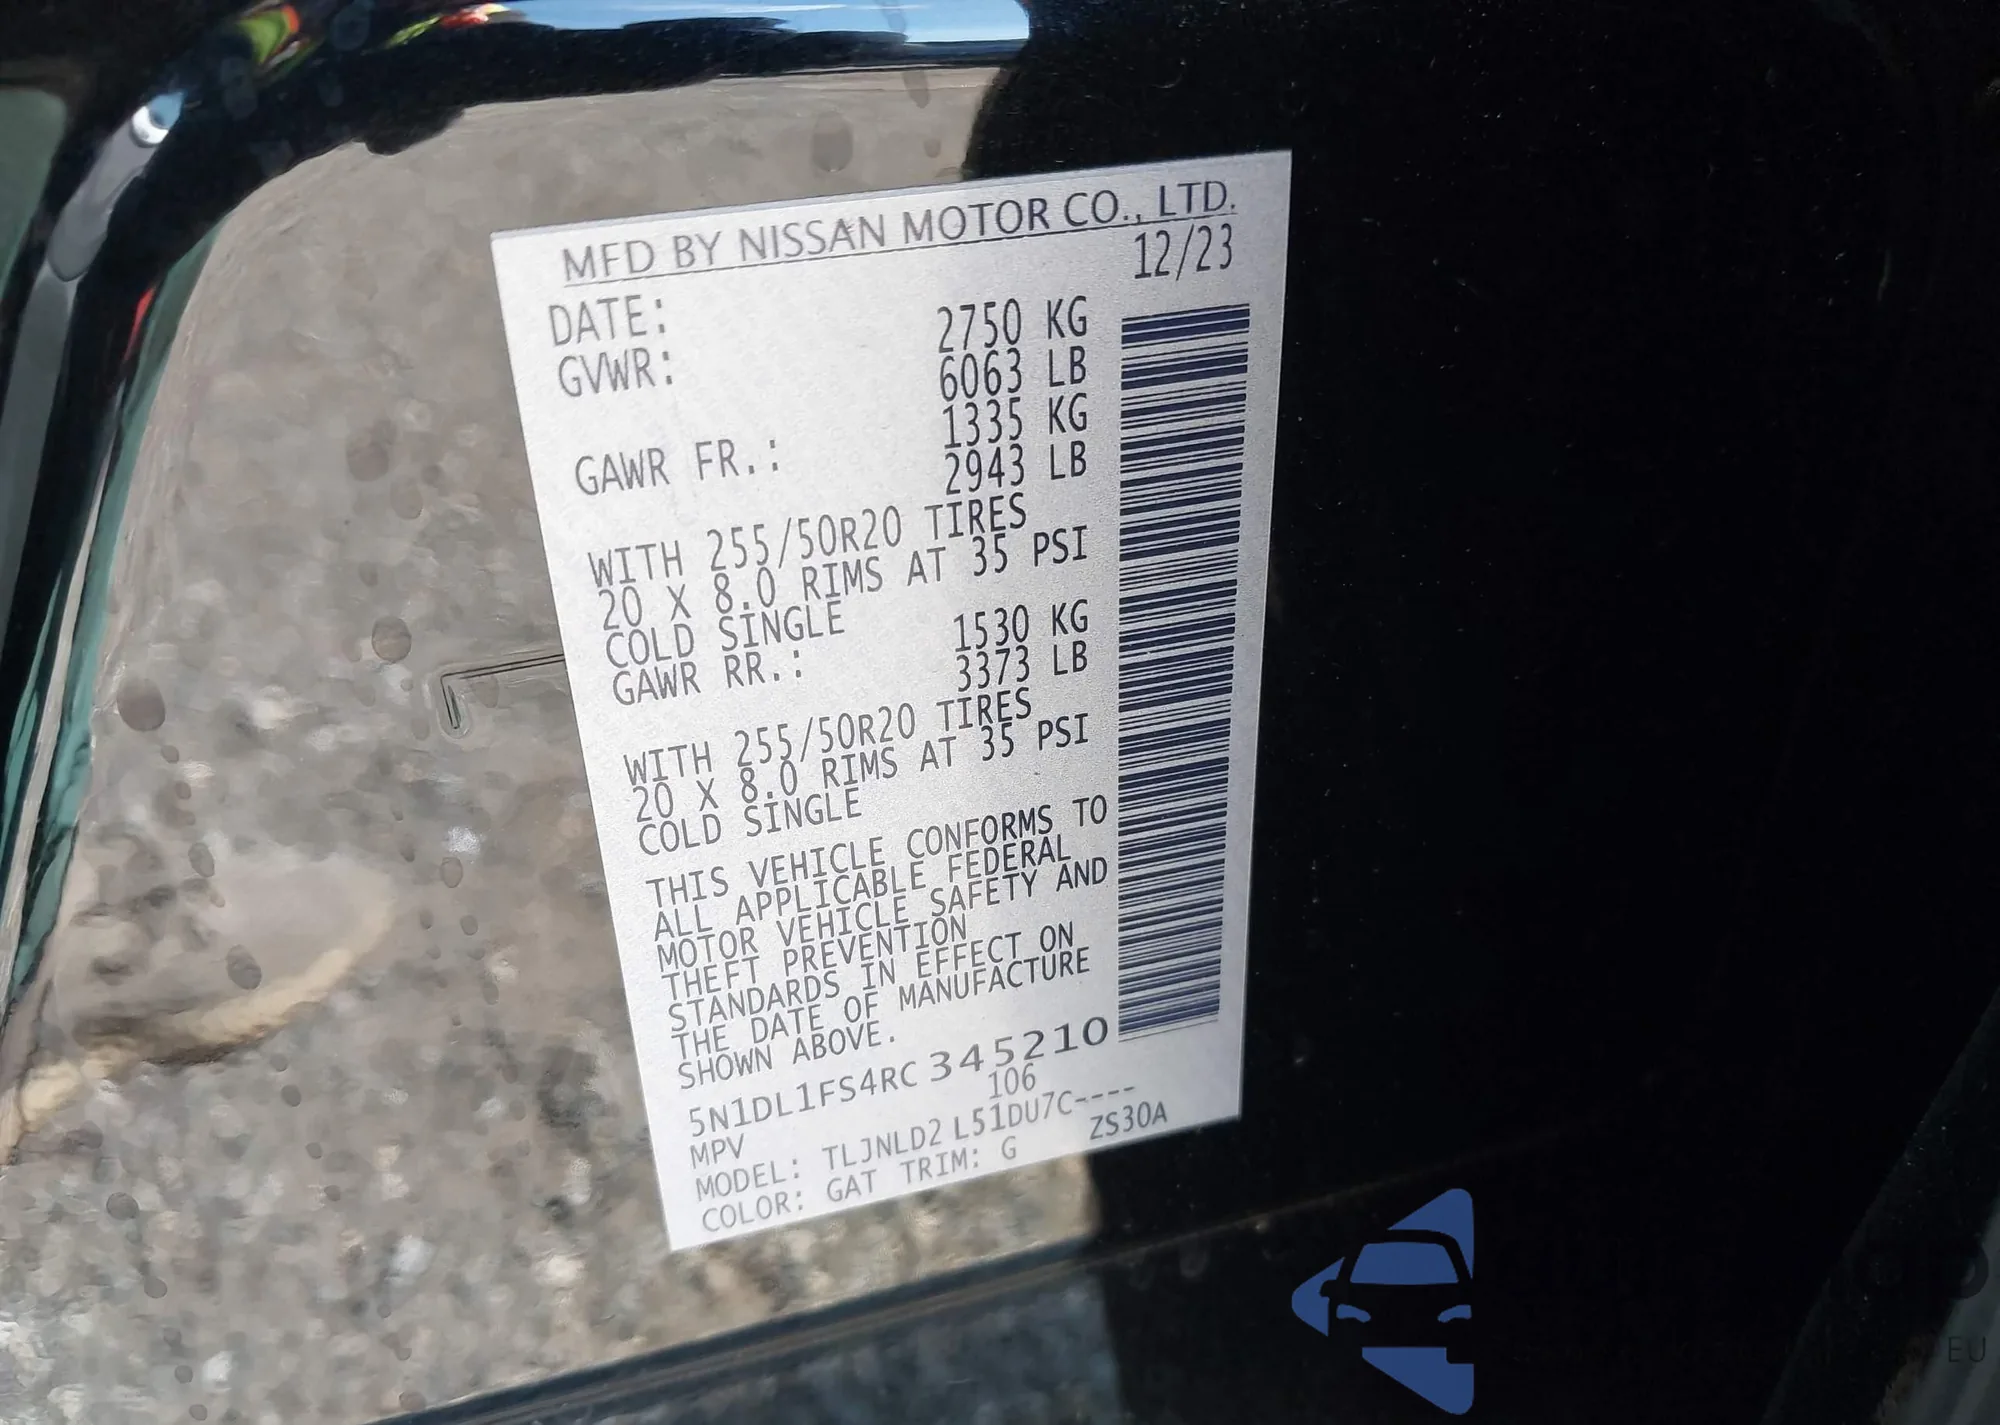 MFD BY NISSAN MOTOR CO., LTD.
DATE: 12/23
GVWR: 2750 KG
6063 LB
GAWR FR.: 1335 KG
2943 LB
WITH 255/50R20 TIRES
20 X 8.0 RIMS AT 35 PSI
COLD SINGLE
GAWR RR.: 1530 KG
3373 LB
WITH 255/50R20 TIRES
20 X 8.0 RIMS AT 35 PSI
COLD SINGLE
THIS VEHICLE CONFORMS TO
ALL APPLICABLE FEDERAL
MOTOR VEHICLE SAFETY AND
THEFT PREVENTION
STANDARDS IN EFFECT ON
THE DATE OF MANUFACTURE
SHOWN ABOVE.
5N1DL1FS4RC345210
MPV 106
MODEL: TLJNLD2 L51DU7C----
COLOR: GAT TRIM: G ZS30A
EU